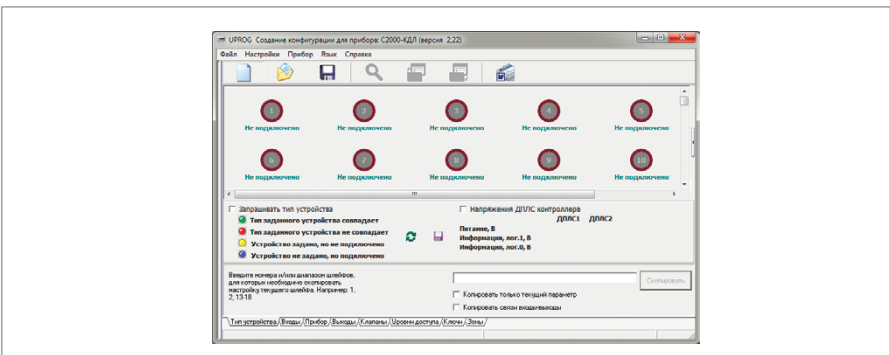 UPROG Создание конфигурации для прибора: С2000-КДЛ (версия 2,22)
Файл Настройки Прибор Язык Справка
1 2 3 4 5
Не подключено Не подключено Не подключено Не подключено Не подключено
6 7 8 9 10
Не подключено Не подключено Не подключено Не подключено Не подключено
Запрашивать тип устройства
Тип заданного устройства совпадает
Тип заданного устройства не совпадает
Устройство задано, но не подключено
Устройство не задано, но подключено
Напряжения ДПЛС контроллера
ДПЛС1 ДПЛС2
Питание, В
Информация, лог.1, В
Информация, лог.0, В
Введите номера и/или диапазон шлейфов,
для которых необходимо скопировать
настройку текущего шлейфа. Например: 1,
2, 13-18
Скопировать
Копировать только текущий параметр
Копировать связи входы-выходы
Тип устройства Входы Прибор Выходы Клапаны Уровни доступа Ключи Зоны